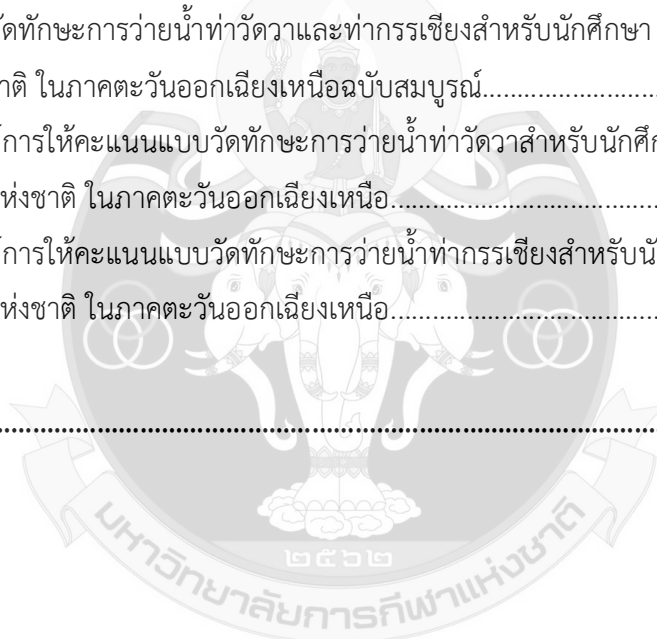 ัดทักษะการว่ายน้ำท่าวัดวาและท่ากรรเชียงสำหรับนักศึกษา
าติ ในภาคตะวันออกเฉียงเหนือฉบับสมบูรณ์......................
์การให้คะแนนแบบวัดทักษะการว่ายน้ำท่าวัดวาสำหรับนักศึก
ห่งชาติ ในภาคตะวันออกเฉียงเหนือ......................................
์การให้คะแนนแบบวัดทักษะการว่ายน้ำท่ากรรเชียงสำหรับนั
ห่งชาติ ในภาคตะวันออกเฉียงเหนือ......................................
..........................................................................................
๒๕๖๒
มหาวิทยาลัยการกีฬาแห่งชาติ